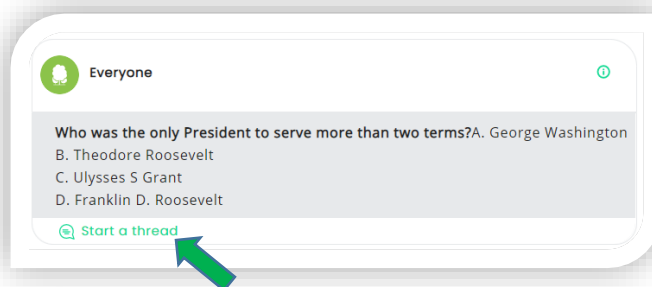 Everyone
Who was the only President to serve more than two terms?A. George Washington
B. Theodore Roosevelt
C. Ulysses S Grant
D. Franklin D. Roosevelt
Start a thread